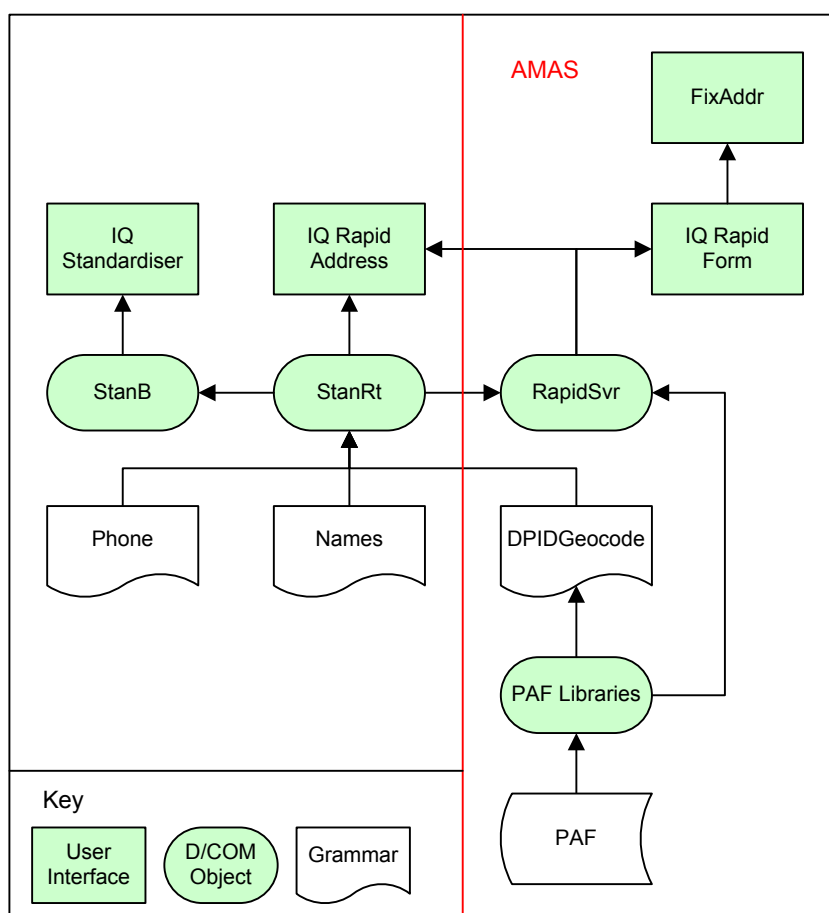 AMAS
FixAddr
IQ
Standardiser
IQ Rapid
Address
IQ Rapid
Form
StanB
StanRt
RapidSvr
Phone
Names
DPIDGeocode
PAF Libraries
PAF
Key
User
Interface
D/COM
Object
Grammar